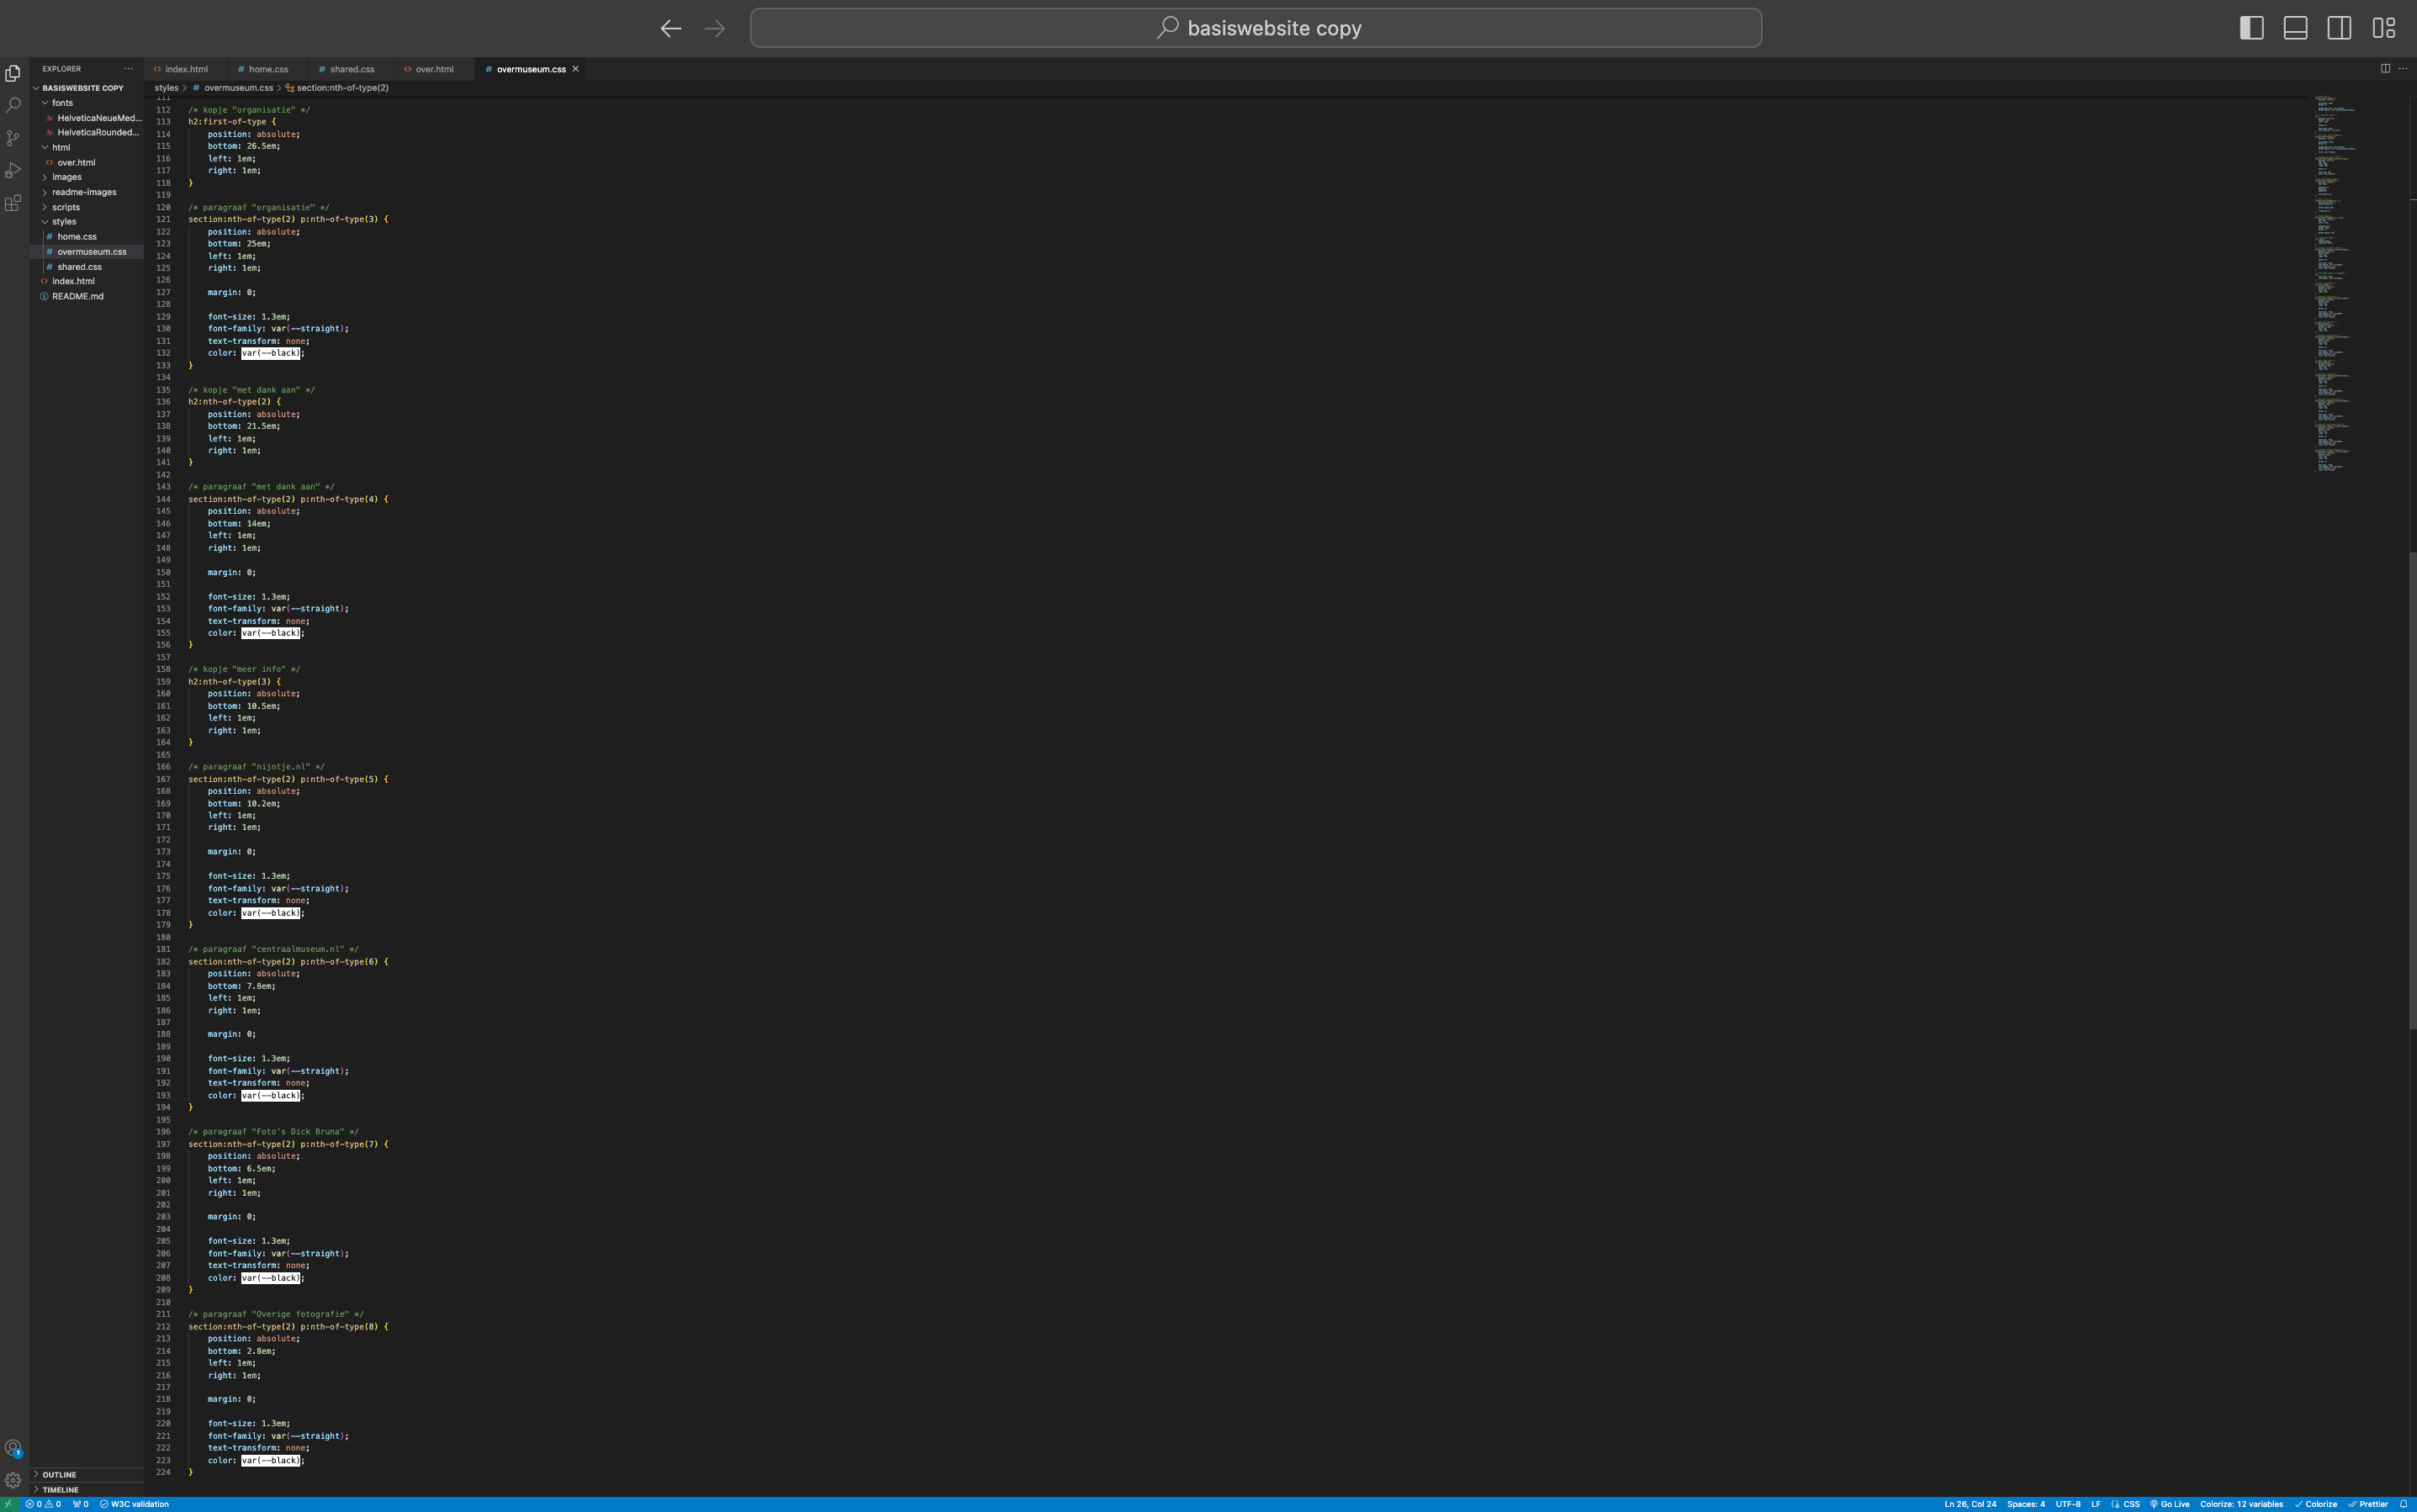 basiswebsite copy
EXPLORER
index.html
home.css
shared.css
over.html
overmuseum.css
styles > # overmuseum.css > section:nth-of-type(2)
BASISWEBSITE COPY
fonts
HelveticaNeueMed...
HelveticaRounded...
html
over.html
images
readme-images
scripts
styles
home.css
overmuseum.css
shared.css
index.html
README.md
OUTLINE
TIMELINE
111
112 /* kopje "organisatie" */
113 h2:first-of-type {
114 position: absolute;
115 bottom: 26.5em;
116 left: 1em;
117 right: 1em;
118 }
119
120 /* paragraaf "organisatie" */
121 section:nth-of-type(2) p:nth-of-type(3) {
122 position: absolute;
123 bottom: 25em;
124 left: 1em;
125 right: 1em;
126
127 margin: 0;
128
129 font-size: 1.3em;
130 font-family: var(--straight);
131 text-transform: none;
132 color: var(--black);
133 }
134
135 /* kopje "met dank aan" */
136 h2:nth-of-type(2) {
137 position: absolute;
138 bottom: 21.5em;
139 left: 1em;
140 right: 1em;
141 }
142
143 /* paragraaf "met dank aan" */
144 section:nth-of-type(2) p:nth-of-type(4) {
145 position: absolute;
146 bottom: 14em;
147 left: 1em;
148 right: 1em;
149
150 margin: 0;
151
152 font-size: 1.3em;
153 font-family: var(--straight);
154 text-transform: none;
155 color: var(--black);
156 }
157
158 /* kopje "meer info" */
159 h2:nth-of-type(3) {
160 position: absolute;
161 bottom: 10.5em;
162 left: 1em;
163 right: 1em;
164 }
165
166 /* paragraaf "nijntje.nl" */
167 section:nth-of-type(2) p:nth-of-type(5) {
168 position: absolute;
169 bottom: 10.2em;
170 left: 1em;
171 right: 1em;
172
173 margin: 0;
174
175 font-size: 1.3em;
176 font-family: var(--straight);
177 text-transform: none;
178 color: var(--black);
179 }
180
181 /* paragraaf "centraalmuseum.nl" */
182 section:nth-of-type(2) p:nth-of-type(6) {
183 position: absolute;
184 bottom: 7.8em;
185 left: 1em;
186 right: 1em;
187
188 margin: 0;
189
190 font-size: 1.3em;
191 font-family: var(--straight);
192 text-transform: none;
193 color: var(--black);
194 }
195
196 /* paragraaf "Foto's Dick Bruna" */
197 section:nth-of-type(2) p:nth-of-type(7) {
198 position: absolute;
199 bottom: 6.5em;
200 left: 1em;
201 right: 1em;
202
203 margin: 0;
204
205 font-size: 1.3em;
206 font-family: var(--straight);
207 text-transform: none;
208 color: var(--black);
209 }
210
211 /* paragraaf "Overige fotografie" */
212 section:nth-of-type(2) p:nth-of-type(8) {
213 position: absolute;
214 bottom: 2.8em;
215 left: 1em;
216 right: 1em;
217
218 margin: 0;
219
220 font-size: 1.3em;
221 font-family: var(--straight);
222 text-transform: none;
223 color: var(--black);
224 }
1
0 0 0 W3C validation
Ln 26, Col 24 Spaces: 4 UTF-8 LF CSS Go Live Colorize: 12 variables Colorize Prettier